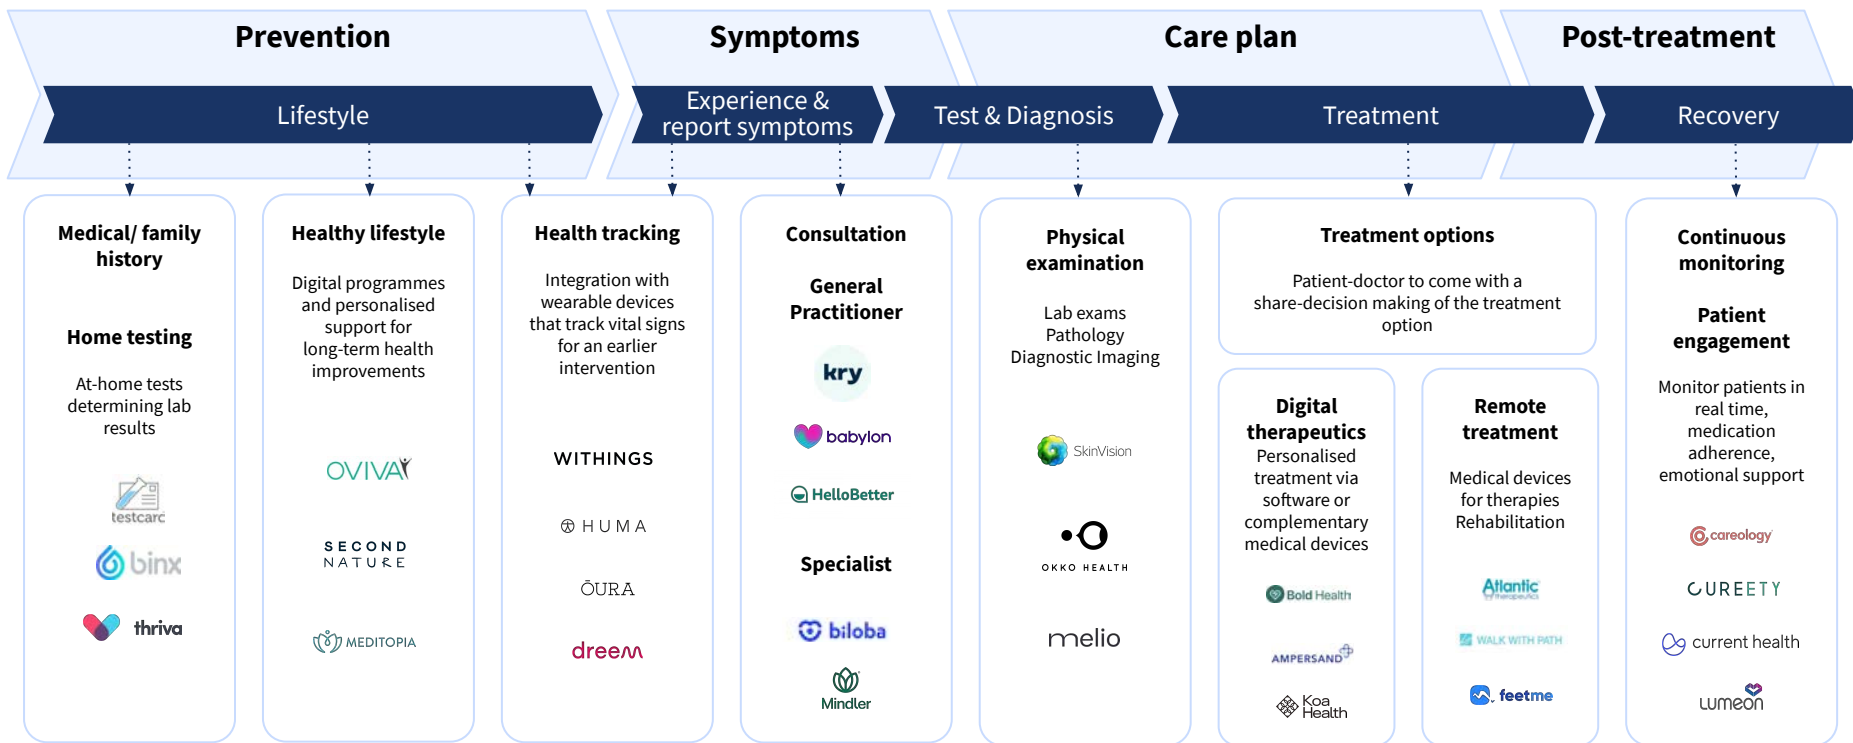 Prevention
Symptoms
Care plan
Post-treatment
Lifestyle
Experience &
report symptoms
Test & Diagnosis
Treatment
Recovery
Medical/ family
history
Home testing
At-home tests
determining lab
results
testcard
binx
thriva
Healthy lifestyle
Digital programmes
and personalised
support for
long-term health
improvements
OVIVA
SECOND
NATURE
MEDITOPIA
Health tracking
Integration with
wearable devices
that track vital signs
for an earlier
intervention
WITHINGS
HUMA
ŌURA
dreem
Consultation
General
Practitioner
kry
babylon
HelloBetter
Specialist
biloba
Mindler
Physical
examination
Lab exams
Pathology
Diagnostic Imaging
SkinVision
OKKO HEALTH
melio
Treatment options
Patient-doctor to come with a
share-decision making of the treatment
option
Digital
therapeutics
Personalised
treatment via
software or
complementary
medical devices
Bold Health
AMPERSAND
Koa
Health
Remote
treatment
Medical devices
for therapies
Rehabilitation
Atlantic
therapeutics
WALK WITH PATH
feetme
Continuous
monitoring
Patient
engagement
Monitor patients in
real time,
medication
adherence,
emotional support
careology
CUREETY
current health
LUMEON